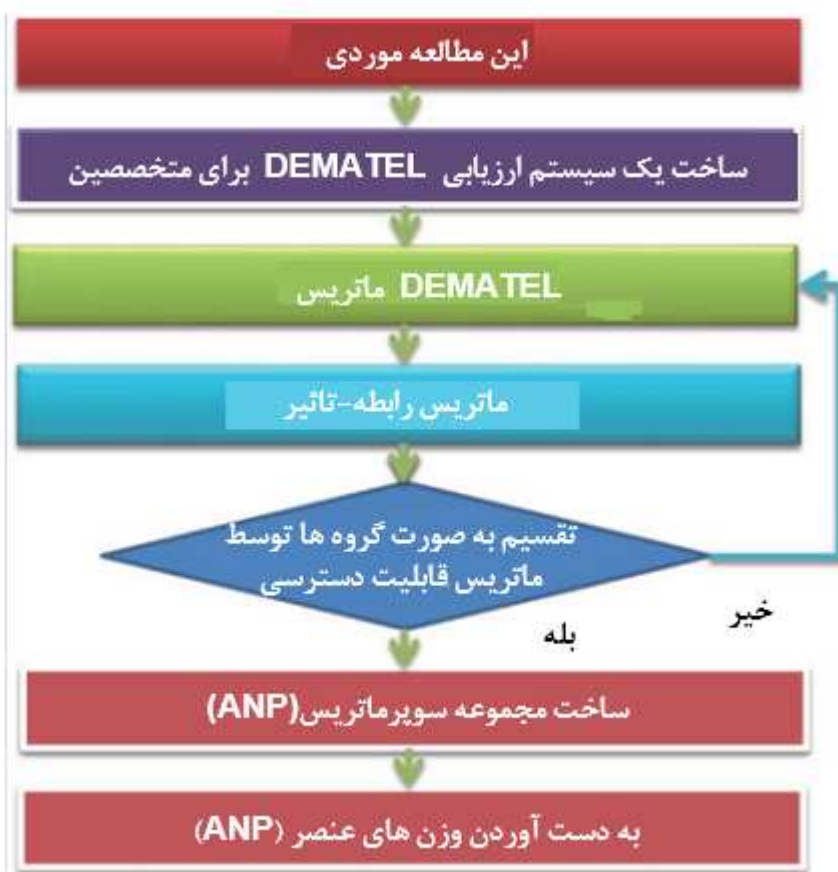 این مطالعه موردی
ساخت یک سیستم ارزیابی DEMATEL برای متخصصین
DEMATEL ماتریس
ماتریس رابطه-تاثیر
تقسیم به صورت گروه ها توسط
ماتریس قابلیت دسترسی
خیر
بله
ساخت مجموعه سوپرماتریس(ANP)
به دست آوردن وزن های عنصر (ANP)